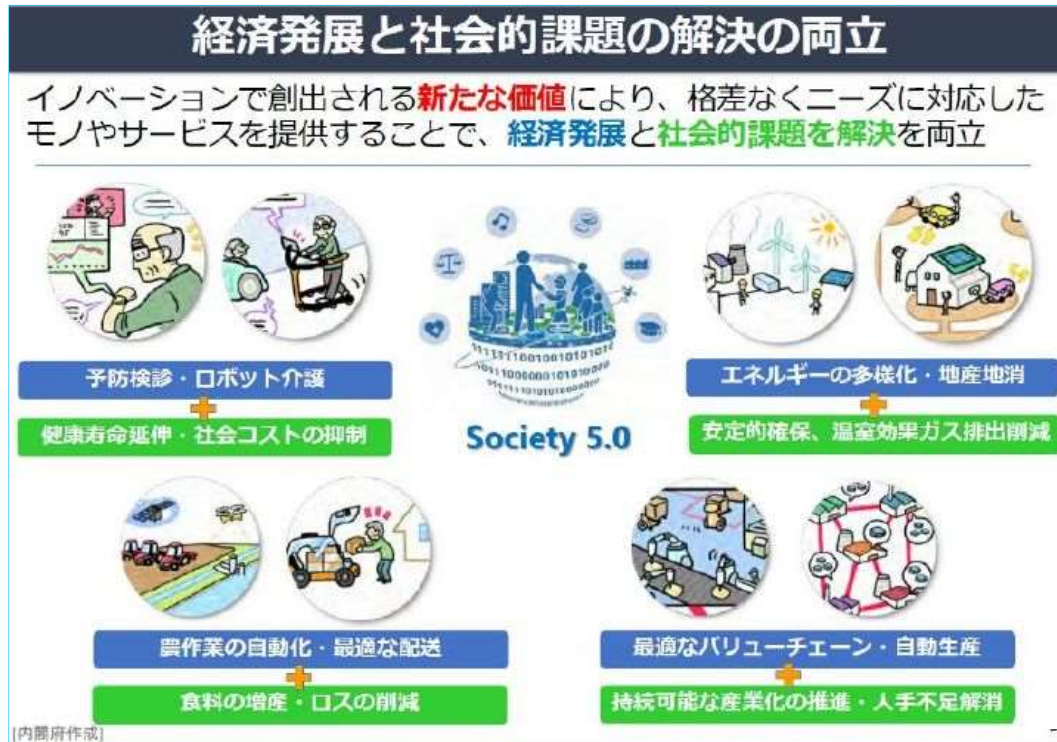 経済発展と社会的課題の解決の両立
イノベーションで創出される新たな価値により、格差なくニーズに対応した
モノやサービスを提供することで、経済発展と社会的課題を解決を両立
予防検診・ロボット介護
健康寿命延伸・社会コストの抑制
Society 5.0
エネルギーの多様化・地産地消
安定的確保、温室効果ガス排出削減
農作業の自動化・最適な配送
食料の増産・ロスの削減
最適なバリューチェーン・自動生産
持続可能な産業化の推進・人手不足解消
[内閣府作成]